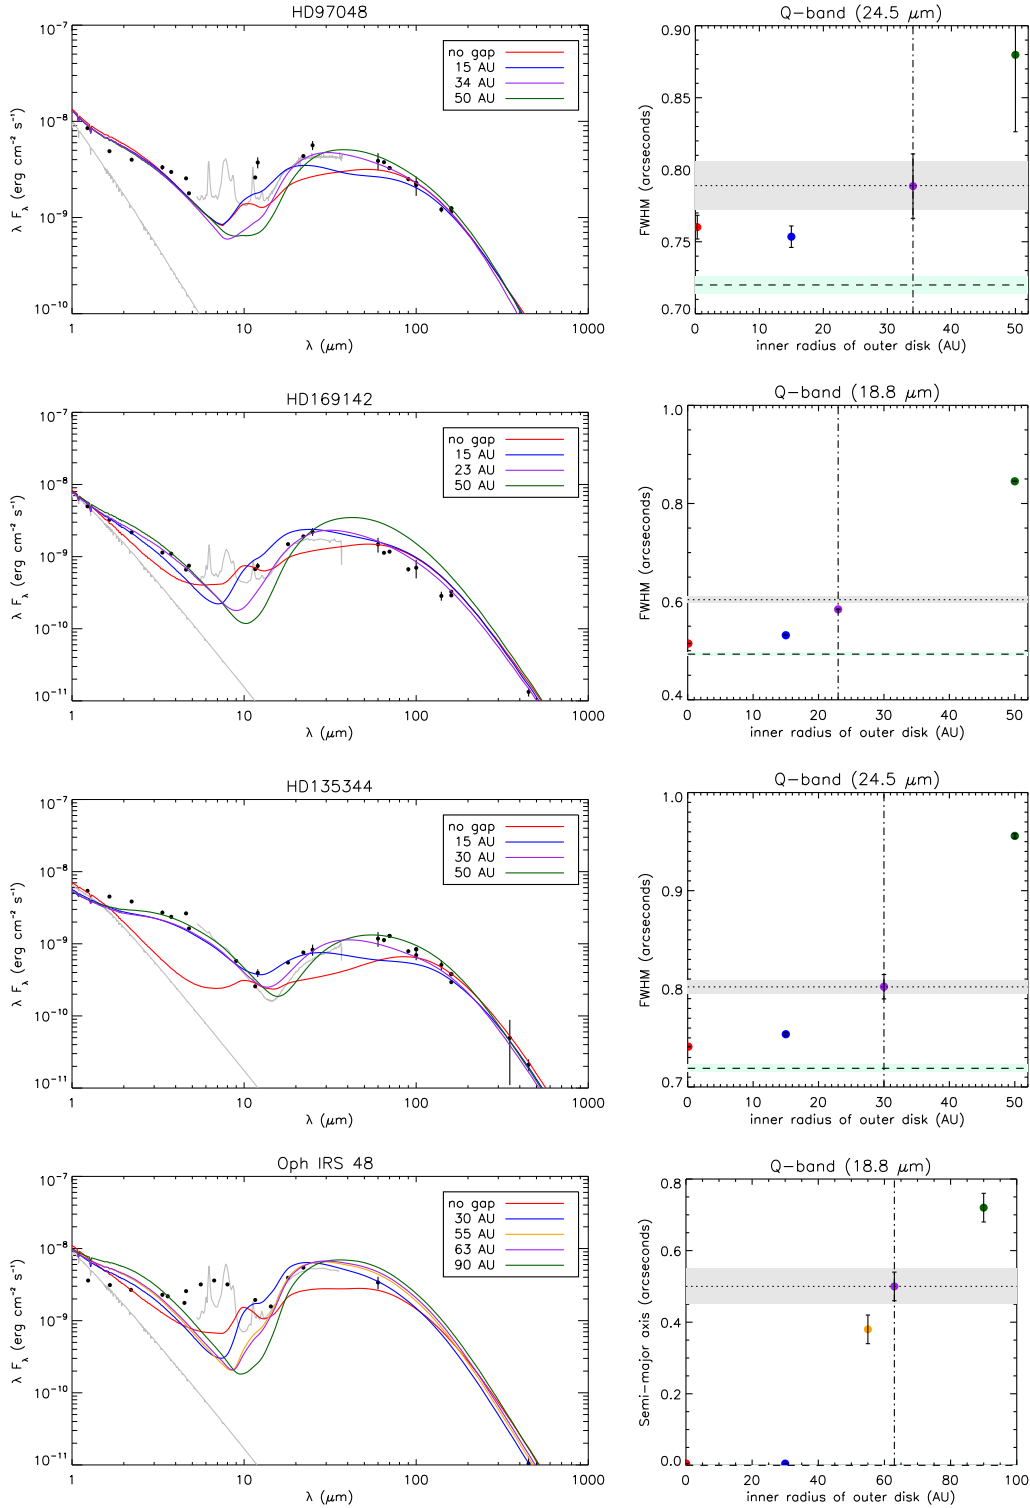 HD97048
10⁻⁷
10⁻⁸
10⁻⁹
10⁻¹⁰
λ Fλ (erg cm⁻² s⁻¹)
no gap
15 AU
34 AU
50 AU
1 10 100 1000
λ (μm)
Q-band (24.5 μm)
0.90
0.85
0.80
0.75
0.70
FWHM (arcseconds)
0 10 20 30 40 50
inner radius of outer disk (AU)
HD169142
10⁻⁷
10⁻⁸
10⁻⁹
10⁻¹⁰
10⁻¹¹
λ Fλ (erg cm⁻² s⁻¹)
no gap
15 AU
23 AU
50 AU
1 10 100 1000
λ (μm)
Q-band (18.8 μm)
1.0
0.8
0.6
0.4
FWHM (arcseconds)
0 10 20 30 40 50
inner radius of outer disk (AU)
HD135344
10⁻⁷
10⁻⁸
10⁻⁹
10⁻¹⁰
10⁻¹¹
λ Fλ (erg cm⁻² s⁻¹)
no gap
15 AU
30 AU
50 AU
1 10 100 1000
λ (μm)
Q-band (24.5 μm)
1.0
0.9
0.8
0.7
FWHM (arcseconds)
0 10 20 30 40 50
inner radius of outer disk (AU)
Oph IRS 48
10⁻⁷
10⁻⁸
10⁻⁹
10⁻¹⁰
10⁻¹¹
λ Fλ (erg cm⁻² s⁻¹)
no gap
30 AU
55 AU
63 AU
90 AU
1 10 100 1000
λ (μm)
Q-band (18.8 μm)
0.8
0.6
0.4
0.2
0.0
Semi-major axis (arcseconds)
0 20 40 60 80 100
inner radius of outer disk (AU)